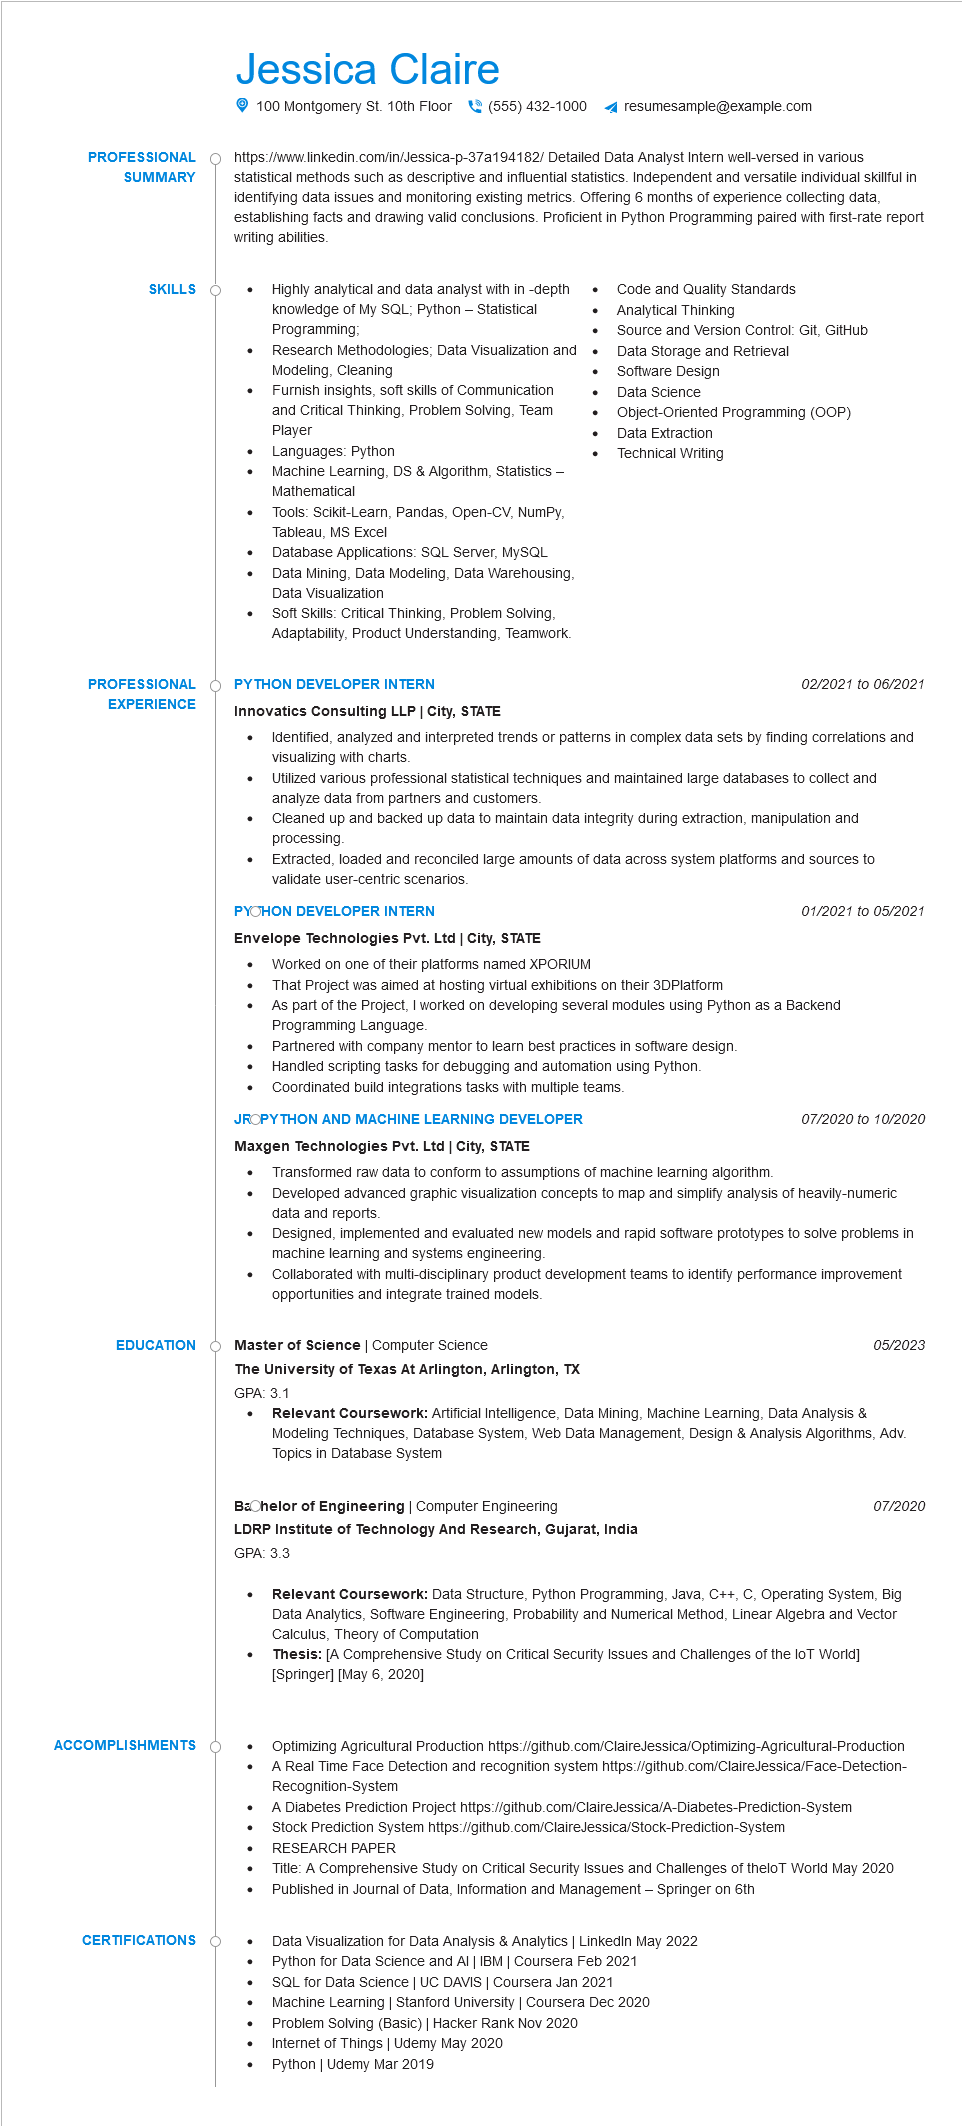 Jessica Claire
100 Montgomery St. 10th Floor (555) 432-1000 resumesample@example.com
PROFESSIONAL SUMMARY
https://www.linkedin.com/in/Jessica-p-37a194182/ Detailed Data Analyst Intern well-versed in various
statistical methods such as descriptive and influential statistics. Independent and versatile individual skillful in
identifying data issues and monitoring existing metrics. Offering 6 months of experience collecting data,
establishing facts and drawing valid conclusions. Proficient in Python Programming paired with first-rate report
writing abilities.
SKILLS
• Highly analytical and data analyst with in -depth
knowledge of My SQL; Python – Statistical
Programming;
• Research Methodologies; Data Visualization and
Modeling, Cleaning
• Furnish insights, soft skills of Communication
and Critical Thinking, Problem Solving, Team
Player
• Languages: Python
• Machine Learning, DS & Algorithm, Statistics –
Mathematical
• Tools: Scikit-Learn, Pandas, Open-CV, NumPy,
Tableau, MS Excel
• Database Applications: SQL Server, MySQL
• Data Mining, Data Modeling, Data Warehousing,
Data Visualization
• Soft Skills: Critical Thinking, Problem Solving,
Adaptability, Product Understanding, Teamwork.
• Code and Quality Standards
• Analytical Thinking
• Source and Version Control: Git, GitHub
• Data Storage and Retrieval
• Software Design
• Data Science
• Object-Oriented Programming (OOP)
• Data Extraction
• Technical Writing
PROFESSIONAL EXPERIENCE
PYTHON DEVELOPER INTERN 02/2021 to 06/2021
Innovatics Consulting LLP | City, STATE
• Identified, analyzed and interpreted trends or patterns in complex data sets by finding correlations and
visualizing with charts.
• Utilized various professional statistical techniques and maintained large databases to collect and
analyze data from partners and customers.
• Cleaned up and backed up data to maintain data integrity during extraction, manipulation and
processing.
• Extracted, loaded and reconciled large amounts of data across system platforms and sources to
validate user-centric scenarios.
PYTHON DEVELOPER INTERN 01/2021 to 05/2021
Envelope Technologies Pvt. Ltd | City, STATE
• Worked on one of their platforms named XPORIUM
• That Project was aimed at hosting virtual exhibitions on their 3DPlatform
• As part of the Project, I worked on developing several modules using Python as a Backend
Programming Language.
• Partnered with company mentor to learn best practices in software design.
• Handled scripting tasks for debugging and automation using Python.
• Coordinated build integrations tasks with multiple teams.
JR PYTHON AND MACHINE LEARNING DEVELOPER 07/2020 to 10/2020
Maxgen Technologies Pvt. Ltd | City, STATE
• Transformed raw data to conform to assumptions of machine learning algorithm.
• Developed advanced graphic visualization concepts to map and simplify analysis of heavily-numeric
data and reports.
• Designed, implemented and evaluated new models and rapid software prototypes to solve problems in
machine learning and systems engineering.
• Collaborated with multi-disciplinary product development teams to identify performance improvement
opportunities and integrate trained models.
EDUCATION
Master of Science | Computer Science 05/2023
The University of Texas At Arlington, Arlington, TX
GPA: 3.1
• Relevant Coursework: Artificial Intelligence, Data Mining, Machine Learning, Data Analysis &
Modeling Techniques, Database System, Web Data Management, Design & Analysis Algorithms, Adv.
Topics in Database System
Bachelor of Engineering | Computer Engineering 07/2020
LDRP Institute of Technology And Research, Gujarat, India
GPA: 3.3
• Relevant Coursework: Data Structure, Python Programming, Java, C++, C, Operating System, Big
Data Analytics, Software Engineering, Probability and Numerical Method, Linear Algebra and Vector
Calculus, Theory of Computation
• Thesis: [A Comprehensive Study on Critical Security Issues and Challenges of the IoT World]
[Springer] [May 6, 2020]
ACCOMPLISHMENTS
• Optimizing Agricultural Production https://github.com/ClaireJessica/Optimizing-Agricultural-Production
• A Real Time Face Detection and recognition system https://github.com/ClaireJessica/Face-Detection-
Recognition-System
• A Diabetes Prediction Project https://github.com/ClaireJessica/A-Diabetes-Prediction-System
• Stock Prediction System https://github.com/ClaireJessica/Stock-Prediction-System
• RESEARCH PAPER
• Title: A Comprehensive Study on Critical Security Issues and Challenges of theIoT World May 2020
• Published in Journal of Data, Information and Management – Springer on 6th
CERTIFICATIONS
• Data Visualization for Data Analysis & Analytics | LinkedIn May 2022
• Python for Data Science and AI | IBM | Coursera Feb 2021
• SQL for Data Science | UC DAVIS | Coursera Jan 2021
• Machine Learning | Stanford University | Coursera Dec 2020
• Problem Solving (Basic) | Hacker Rank Nov 2020
• Internet of Things | Udemy May 2020
• Python | Udemy Mar 2019